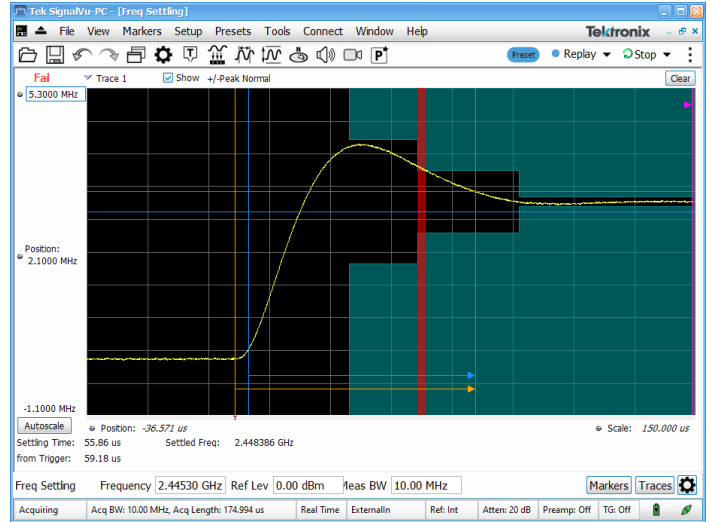 Tek SignalVu-PC - [Freq Settling]
File View Markers Setup Presets Tools Connect Window Help Tektronix
T P Preset Replay Stop
Fail Trace 1 Show +/-Peak Normal Clear
5.3000 MHz
Position:
2.1000 MHz
-1.1000 MHz
T
Autoscale Position: -36.571 us Scale: 150.000 us
Settling Time: 55.86 us Settled Freq: 2.448386 GHz
from Trigger: 59.18 us
Freq Settling Frequency 2.44530 GHz Ref Lev 0.00 dBm Meas BW 10.00 MHz Markers Traces
Acquiring Acq BW: 10.00 MHz, Acq Length: 174.994 us Real Time ExternalIn Ref: Int Atten: 20 dB Preamp: Off TG: Off